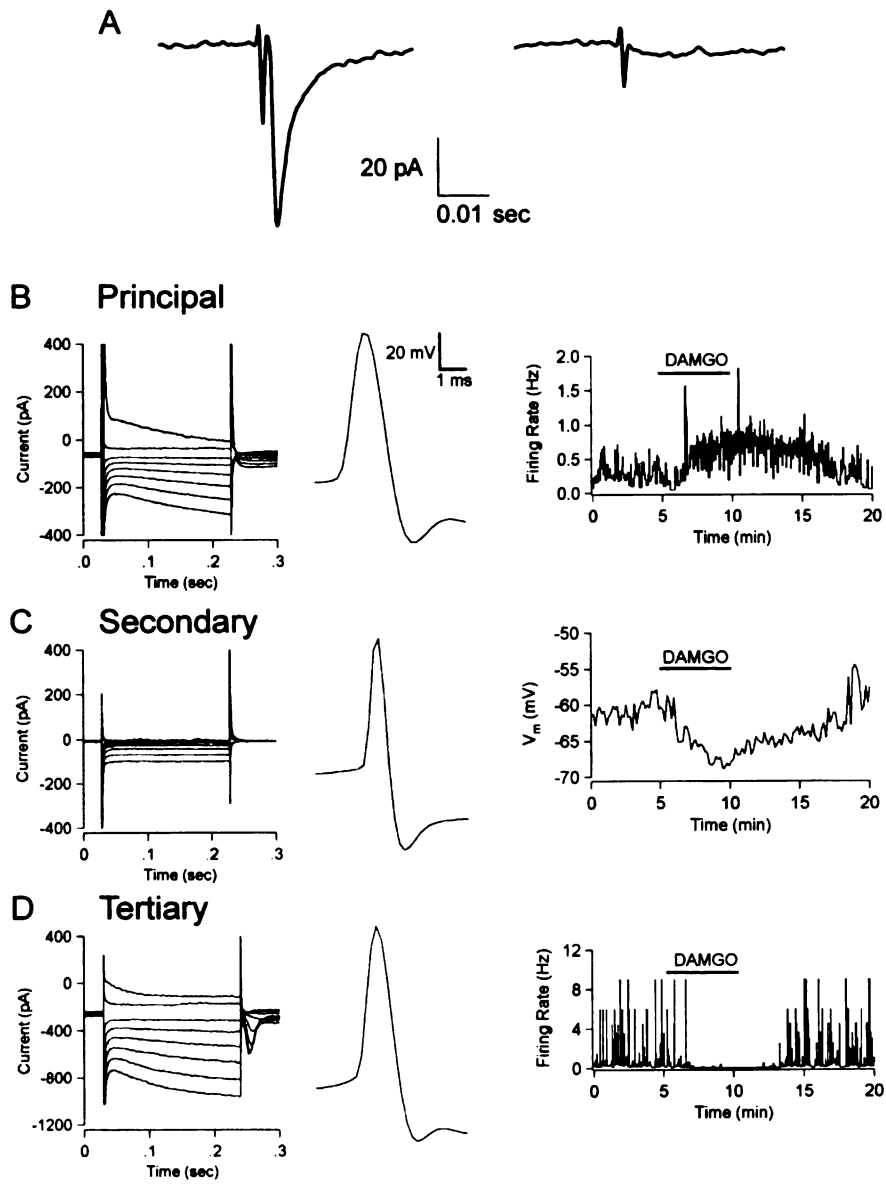 A
20 pA
0.01 sec
B Principal
Current (pA)
400
200
0
-200
-400
.0 .1 .2 .3
Time (sec)
20 mV
1 ms
Firing Rate (Hz)
2.0
1.5
1.0
0.5
0.0
DAMGO
0 5 10 15 20
Time (min)
C Secondary
Current (pA)
400
200
0
-200
-400
0 .1 .2 .3
Time (sec)
Vm (mV)
-50
-55
-60
-65
-70
DAMGO
0 5 10 15 20
Time (min)
D Tertiary
Current (pA)
400
0
-400
-800
-1200
0 .1 .2 .3
Time (sec)
Firing Rate (Hz)
12
8
4
0
DAMGO
0 5 10 15 20
Time (min)